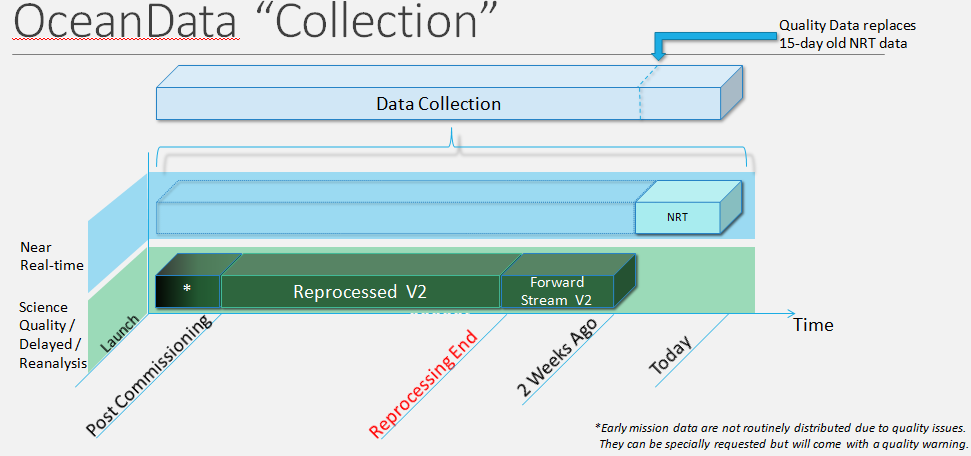 OceanData “Collection”
Quality Data replaces
15-day old NRT data
Data Collection
NRT
Near
Real-time
*
Reprocessed V2
Forward
Stream V2
Science
Quality /
Delayed /
Reanalysis
Launch
Post Commissioning
Reprocessing End
2 Weeks Ago
Today
Time
*Early mission data are not routinely distributed due to quality issues.
They can be specially requested but will come with a quality warning.